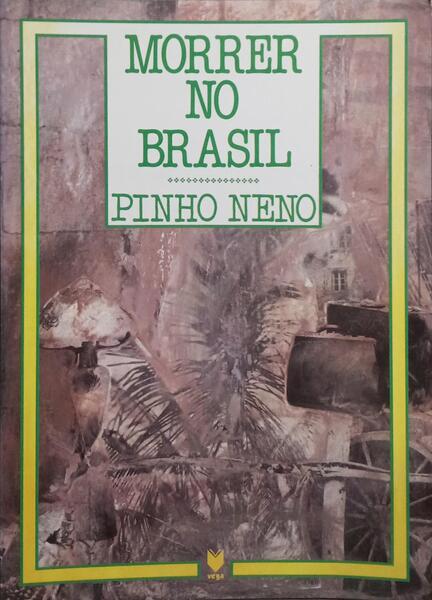 MORRER
NO
BRASIL
PINHO NENO
vega